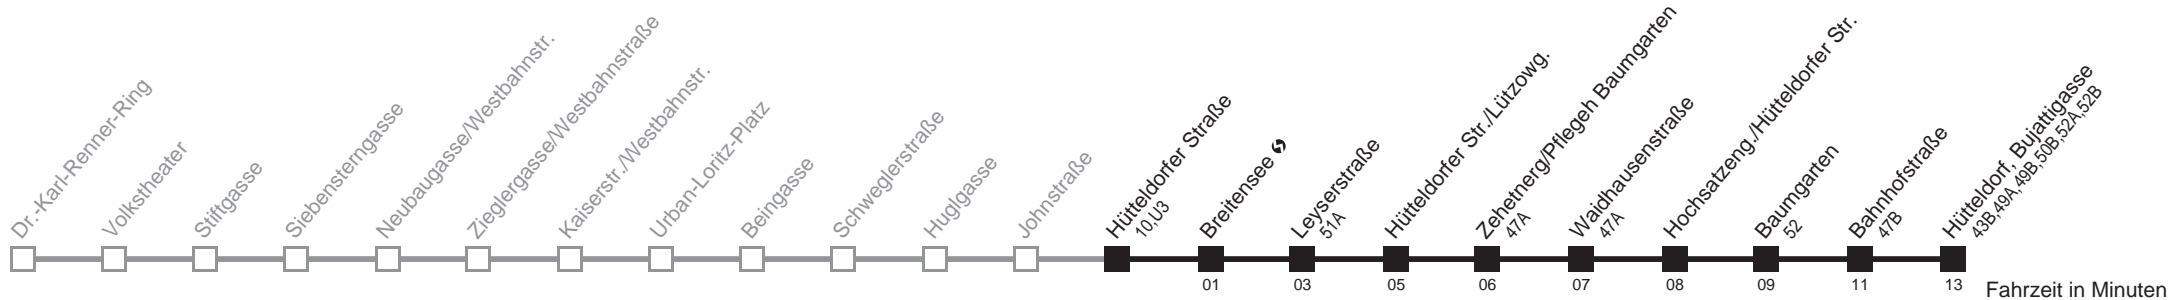 Dr.-Karl-Renner-Ring
Volkstheater
Stiftgasse
Siebensterngasse
Neubaugasse/Westbahnstr.
Zieglergasse/Westbahnstraße
Kaiserstr./Westbahnstr.
Urban-Loritz-Platz
Beingasse
Schweglerstraße
Huglgasse
Johnstraße
Hütteldorfer Straße
10,U3
Breitensee
01
Leyserstraße
51A
03
Hütteldorfer Str./Lützowg.
05
Zehetnerg/Pflegeh Baumgarten
47A
06
Waidhausenstraße
47A
07
Hochsatzeng./Hütteldorfer Str.
08
Baumgarten
52
09
Bahnhofstraße
47B
11
Hütteldorf, Bujattigasse
43B,49A,49B,50B,52A,52B
13
Fahrzeit in Minuten